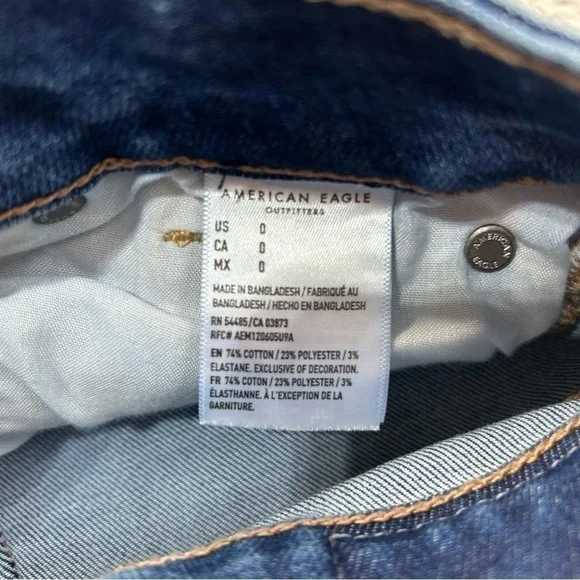 AMERICAN EAGLE
OUTFITTERS
US 0
CA 0
MX 0
MADE IN BANGLADESH / FABRIQUÉ AU
BANGLADESH / HECHO EN BANGLADESH
RN 54485/CA 03873
RFC# AEM120605U9A
EN 74% COTTON / 23% POLYESTER / 3%
ELASTANE. EXCLUSIVE OF DECORATION.
FR 74% COTON / 23% POLYESTER / 3%
ÉLASTHANNE. À L'EXCEPTION DE LA
GARNITURE.
AMERICAN
EAGLE